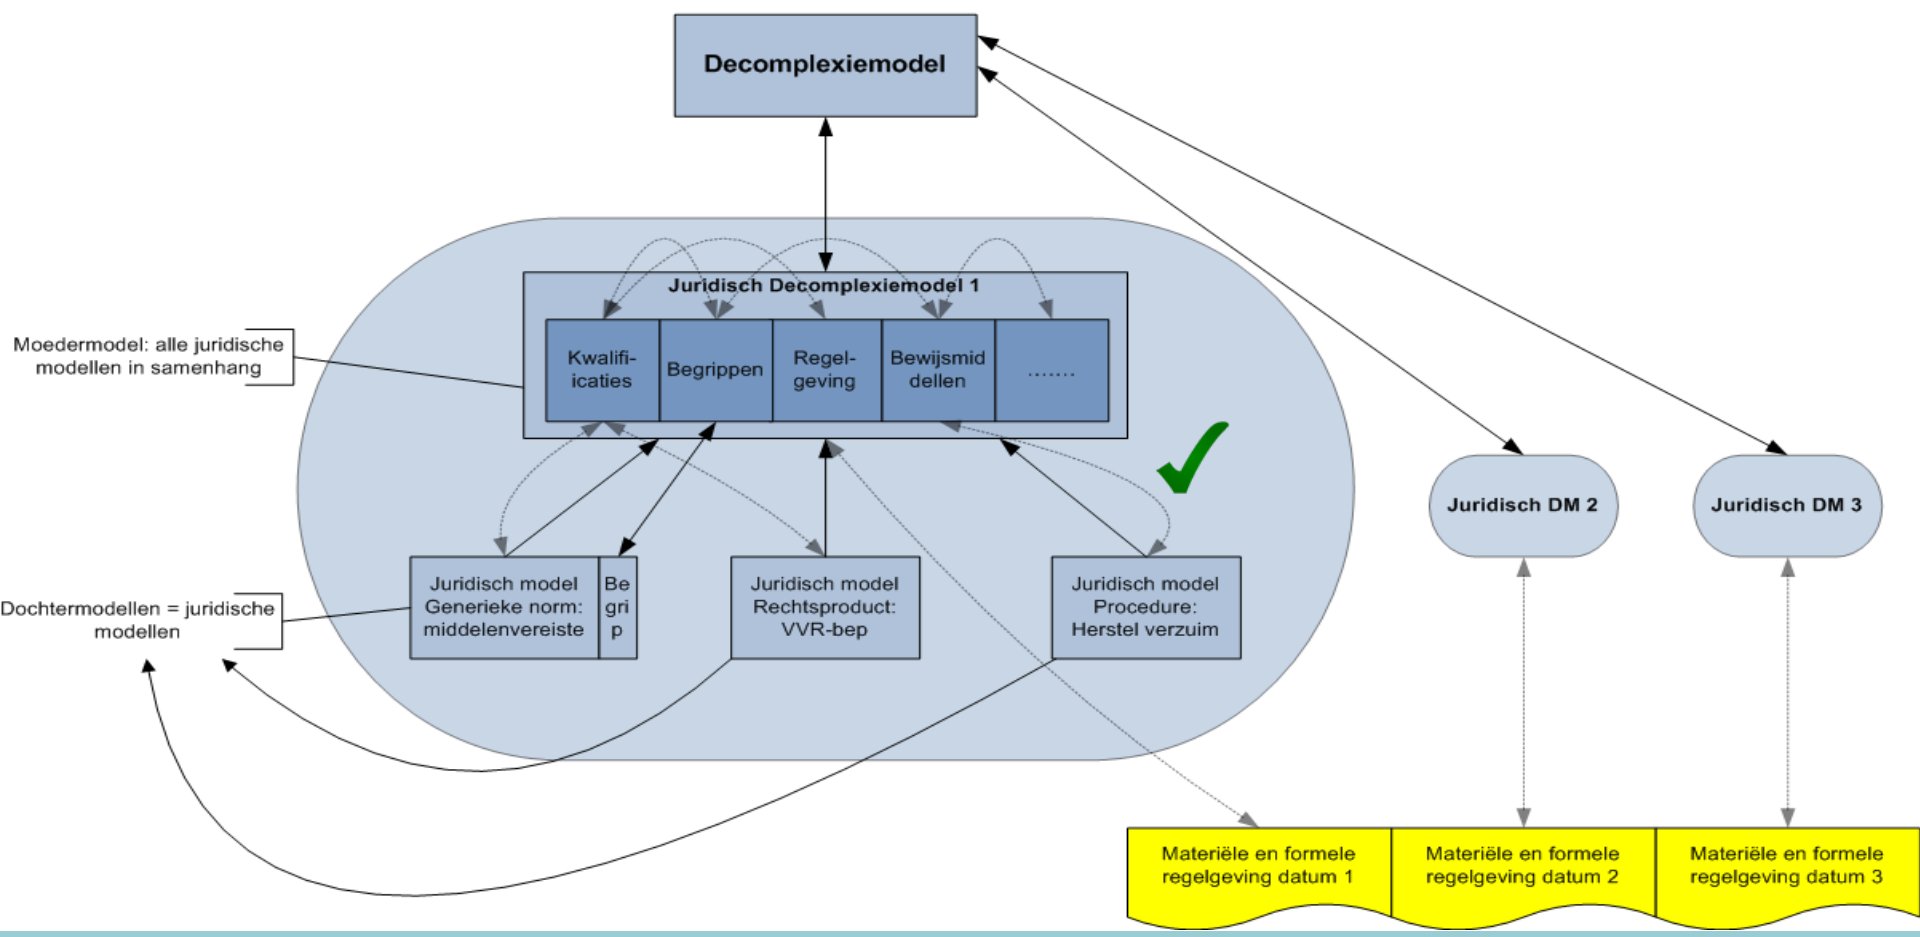 Decomplexiemodel
Juridisch Decomplexiemodel 1
Moedermodel: alle juridische
modellen in samenhang
Kwalifi-
icaties
Begrippen
Regel-
geving
Bewijsmid
dellen
.......
Juridisch DM 2
Juridisch DM 3
Dochtermodellen = juridische
modellen
Juridisch model
Generieke norm:
middelenvereiste
Be
gri
p
Juridisch model
Rechtsproduct:
VVR-bep
Juridisch model
Procedure:
Herstel verzuim
Materiële en formele
regelgeving datum 1
Materiële en formele
regelgeving datum 2
Materiële en formele
regelgeving datum 3